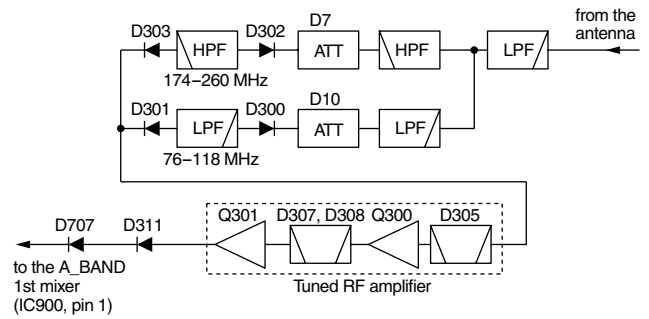 D303
D302
D7
from the
antenna
HPF
ATT
HPF
LPF
174–260 MHz
D301
D300
D10
LPF
ATT
LPF
76–118 MHz
D707
D311
Q301
D307, D308
Q300
D305
to the A_BAND
1st mixer
(IC900, pin 1)
Tuned RF amplifier